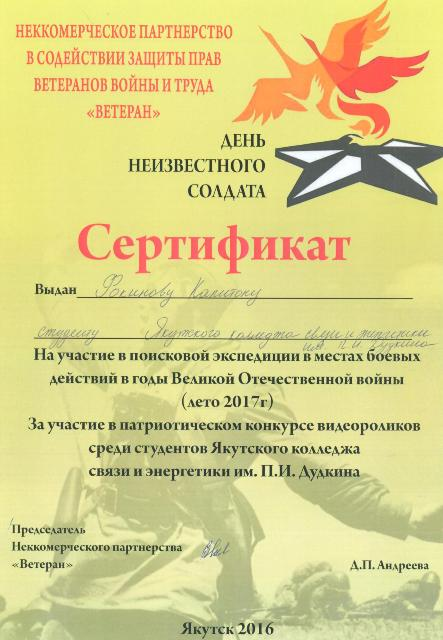 НЕККОМЕРЧЕСКОЕ ПАРТНЕРСТВО
В СОДЕЙСТВИИ ЗАЩИТЫ ПРАВ
ВЕТЕРАНОВ ВОЙНЫ И ТРУДА
«ВЕТЕРАН»
ДЕНЬ
НЕИЗВЕСТНОГО
СОЛДАТА
Сертификат
Выдан Фокинову Капитону
студенту Якутского колледжа связи и энергетики
им. П.И. Дудкина
На участие в поисковой экспедиции в местах боевых
действий в годы Великой Отечественной войны
(лето 2017г)
За участие в патриотическом конкурсе видеороликов
среди студентов Якутского колледжа
связи и энергетики им. П.И. Дудкина
Председатель
Неккомерческого партнерства
«Ветеран»
Д.П. Андреева
Якутск 2016